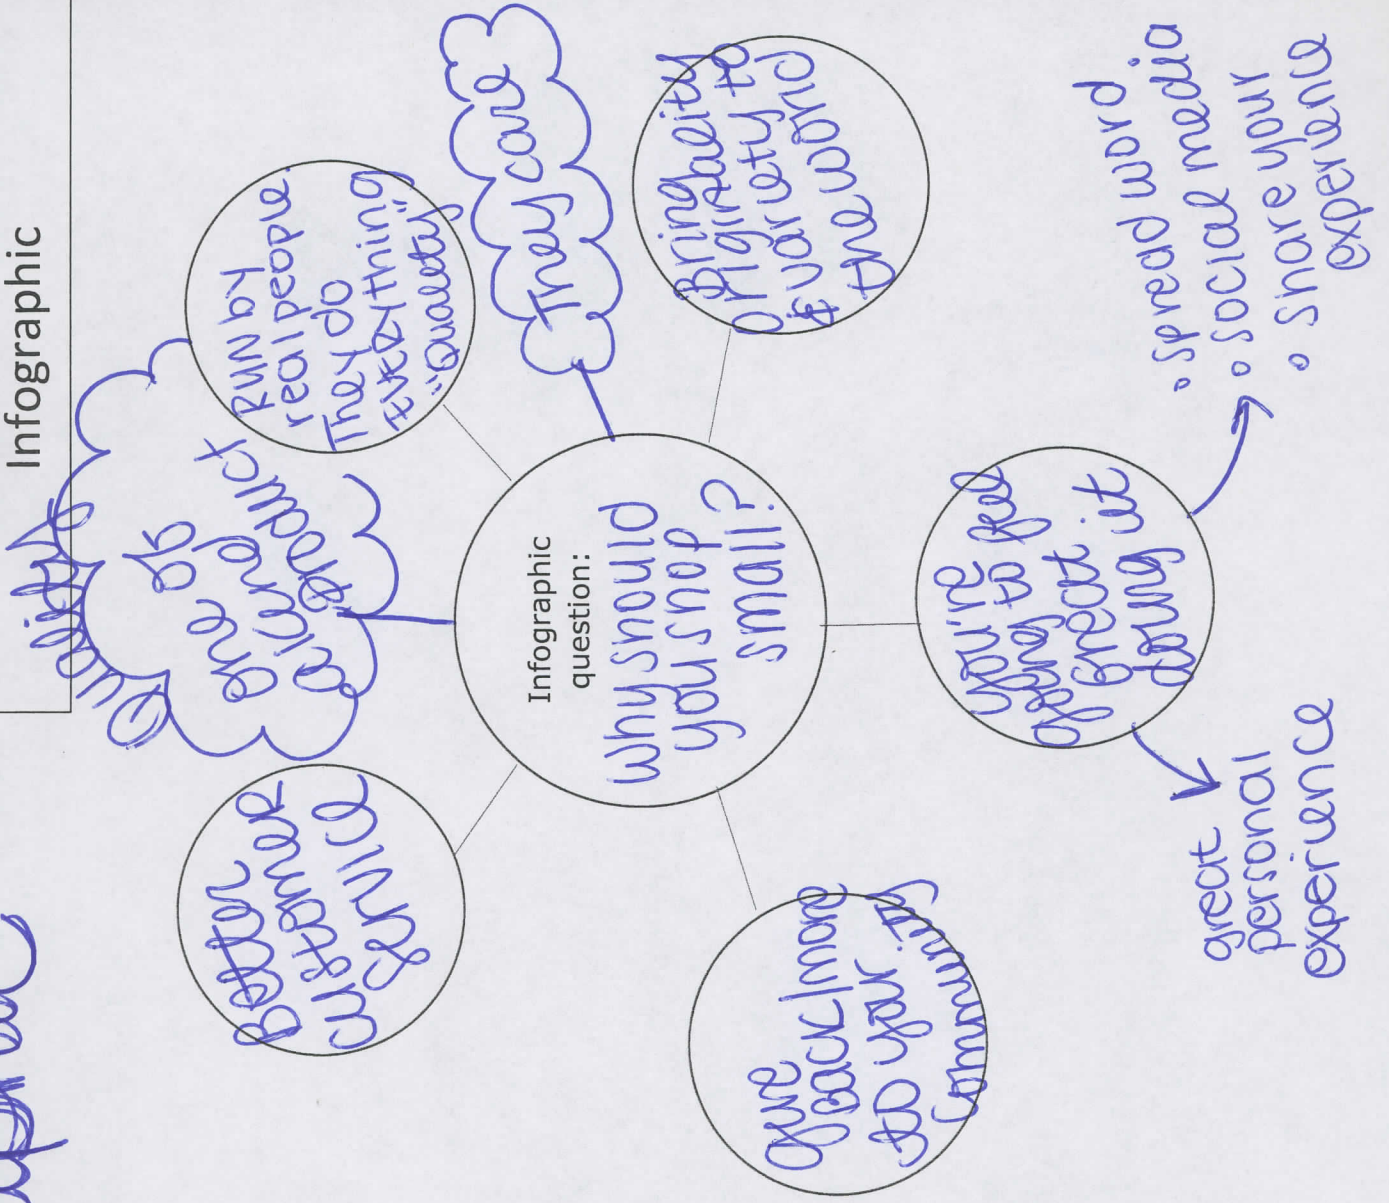 Infographic
Quality
one of
a kind
product
Run by
real people.
They do
EVERYthing
"Quality"
They care
Bring
Originality
& variety to
the world
Better
customer
service
Infographic
question:
Why should
you shop
small?
Give
back/more
to your
community
You're
going to feel
great
doing it
great
personal
experience
• spread word
• social media
• share your
experience